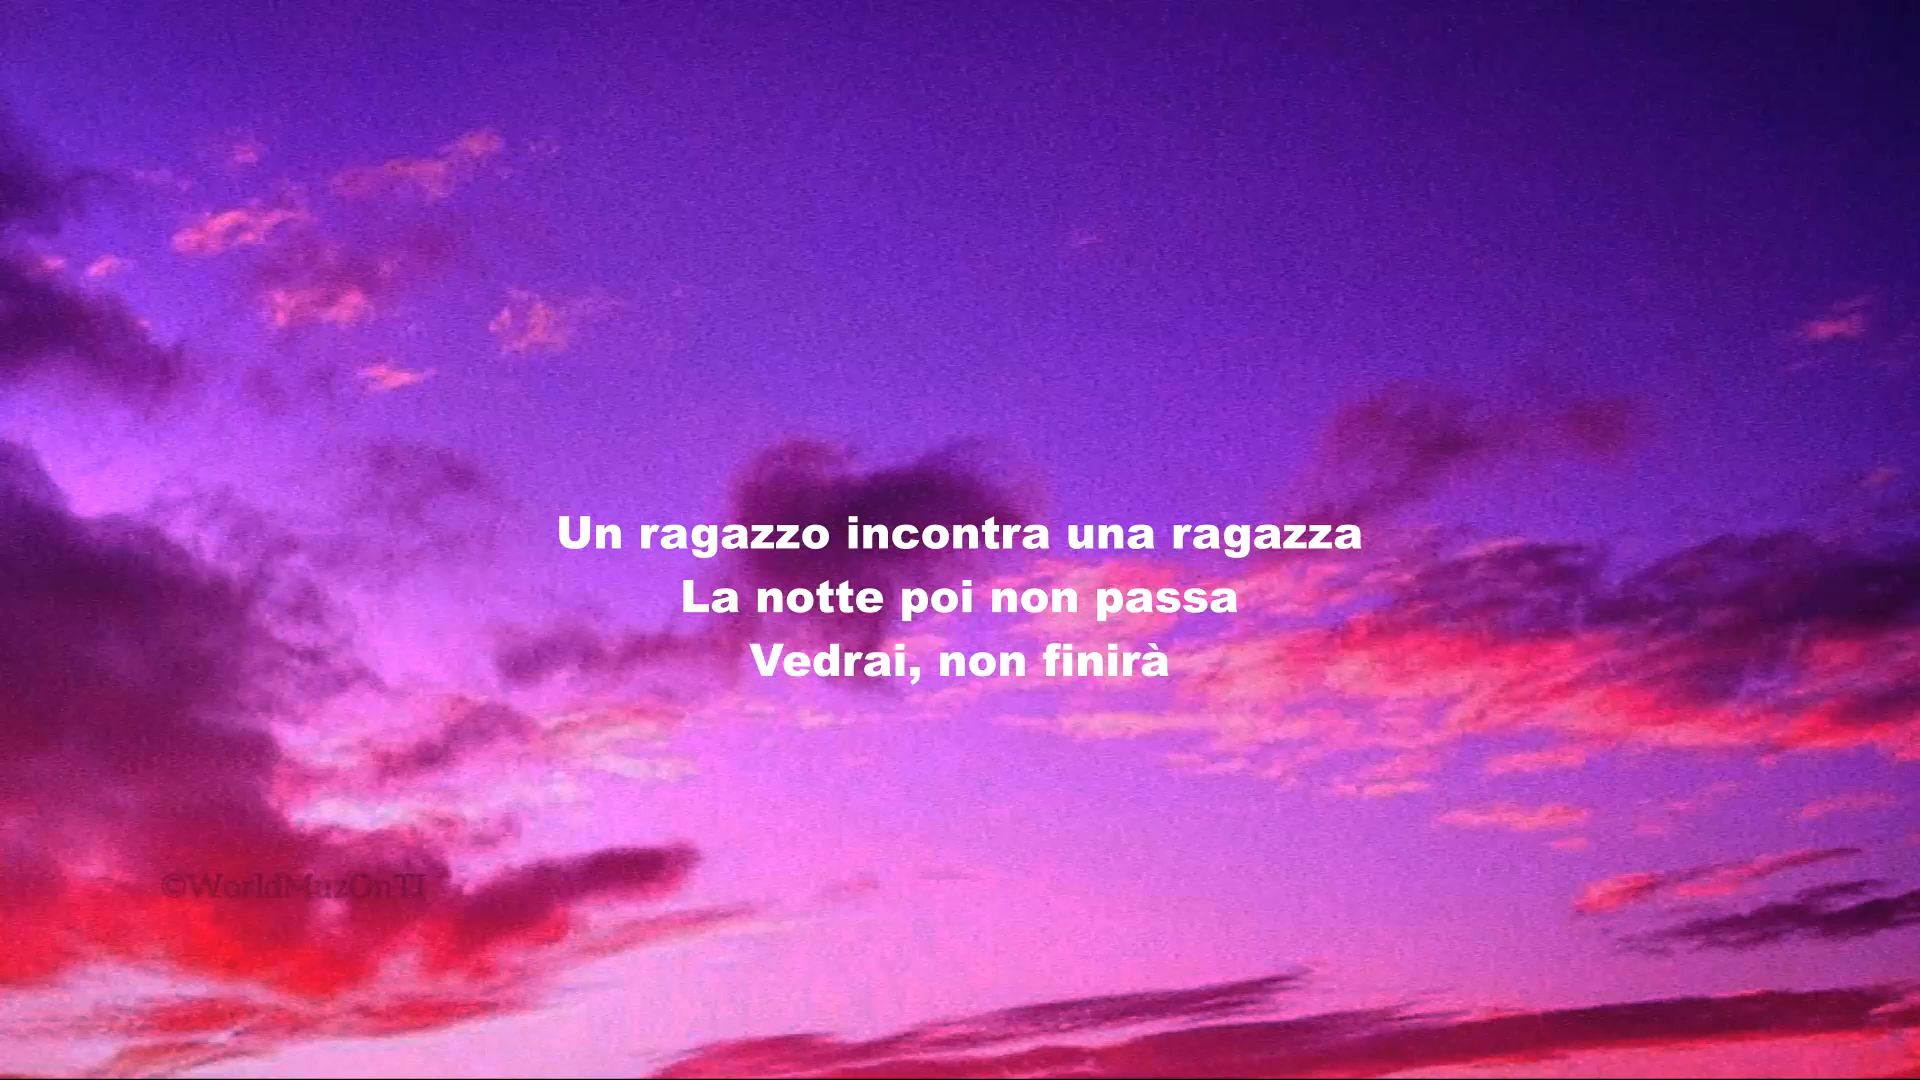 Un ragazzo incontra una ragazza
La notte poi non passa
Vedrai, non finirà
©WorldMuzOnTI